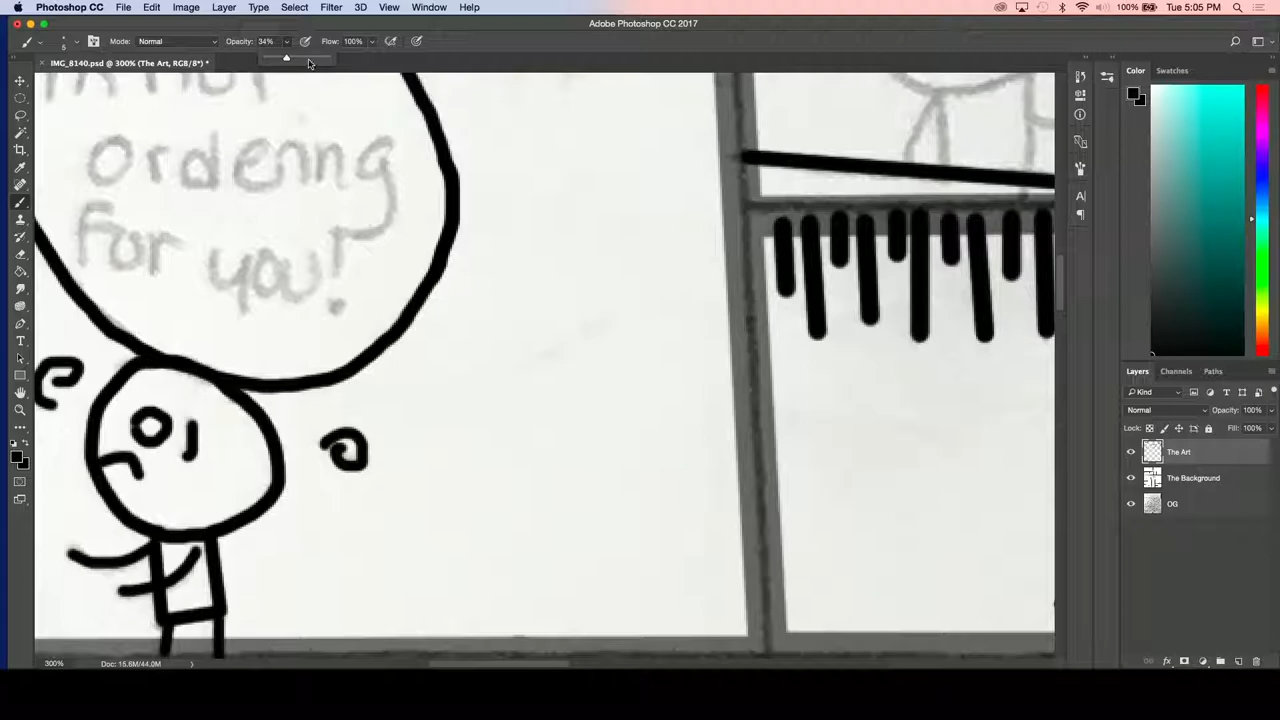 Photoshop CC File Edit Image Layer Type Select Filter 3D View Window Help 100% Tue 5:05 PM
Adobe Photoshop CC 2017
5 Mode: Normal Opacity: 34% Flow: 100%
IMG_8140.psd @ 300% (The Art, RGB/8*) *
ordering
for you!
Color Swatches
Layers Channels Paths
Kind
Normal Opacity: 100%
Lock: Fill: 100%
The Art
The Background
OG
300% Doc: 15.6M/44.0M